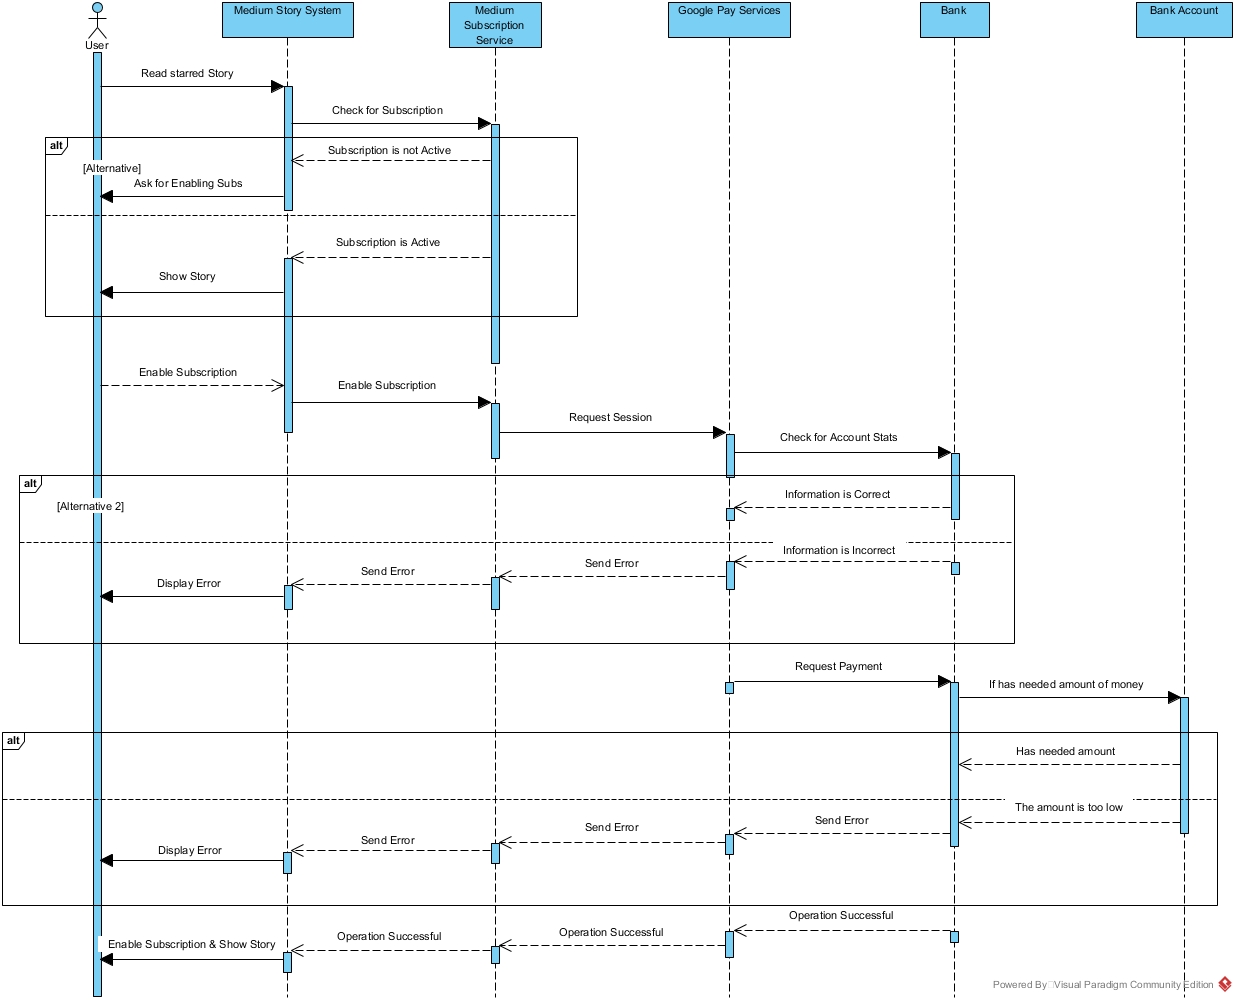 User
Medium Story System
Medium
Subscription
Service
Google Pay Services
Bank
Bank Account
Read starred Story
Check for Subscription
alt
Subscription is not Active
[Alternative]
Ask for Enabling Subs
Subscription is Active
Show Story
Enable Subscription
Enable Subscription
Request Session
Check for Account Stats
alt
Information is Correct
[Alternative 2]
Information is Incorrect
Send Error
Send Error
Display Error
Request Payment
If has needed amount of money
alt
Has needed amount
The amount is too low
Send Error
Send Error
Send Error
Display Error
Operation Successful
Operation Successful
Operation Successful
Enable Subscription & Show Story
Powered By Visual Paradigm Community Edition